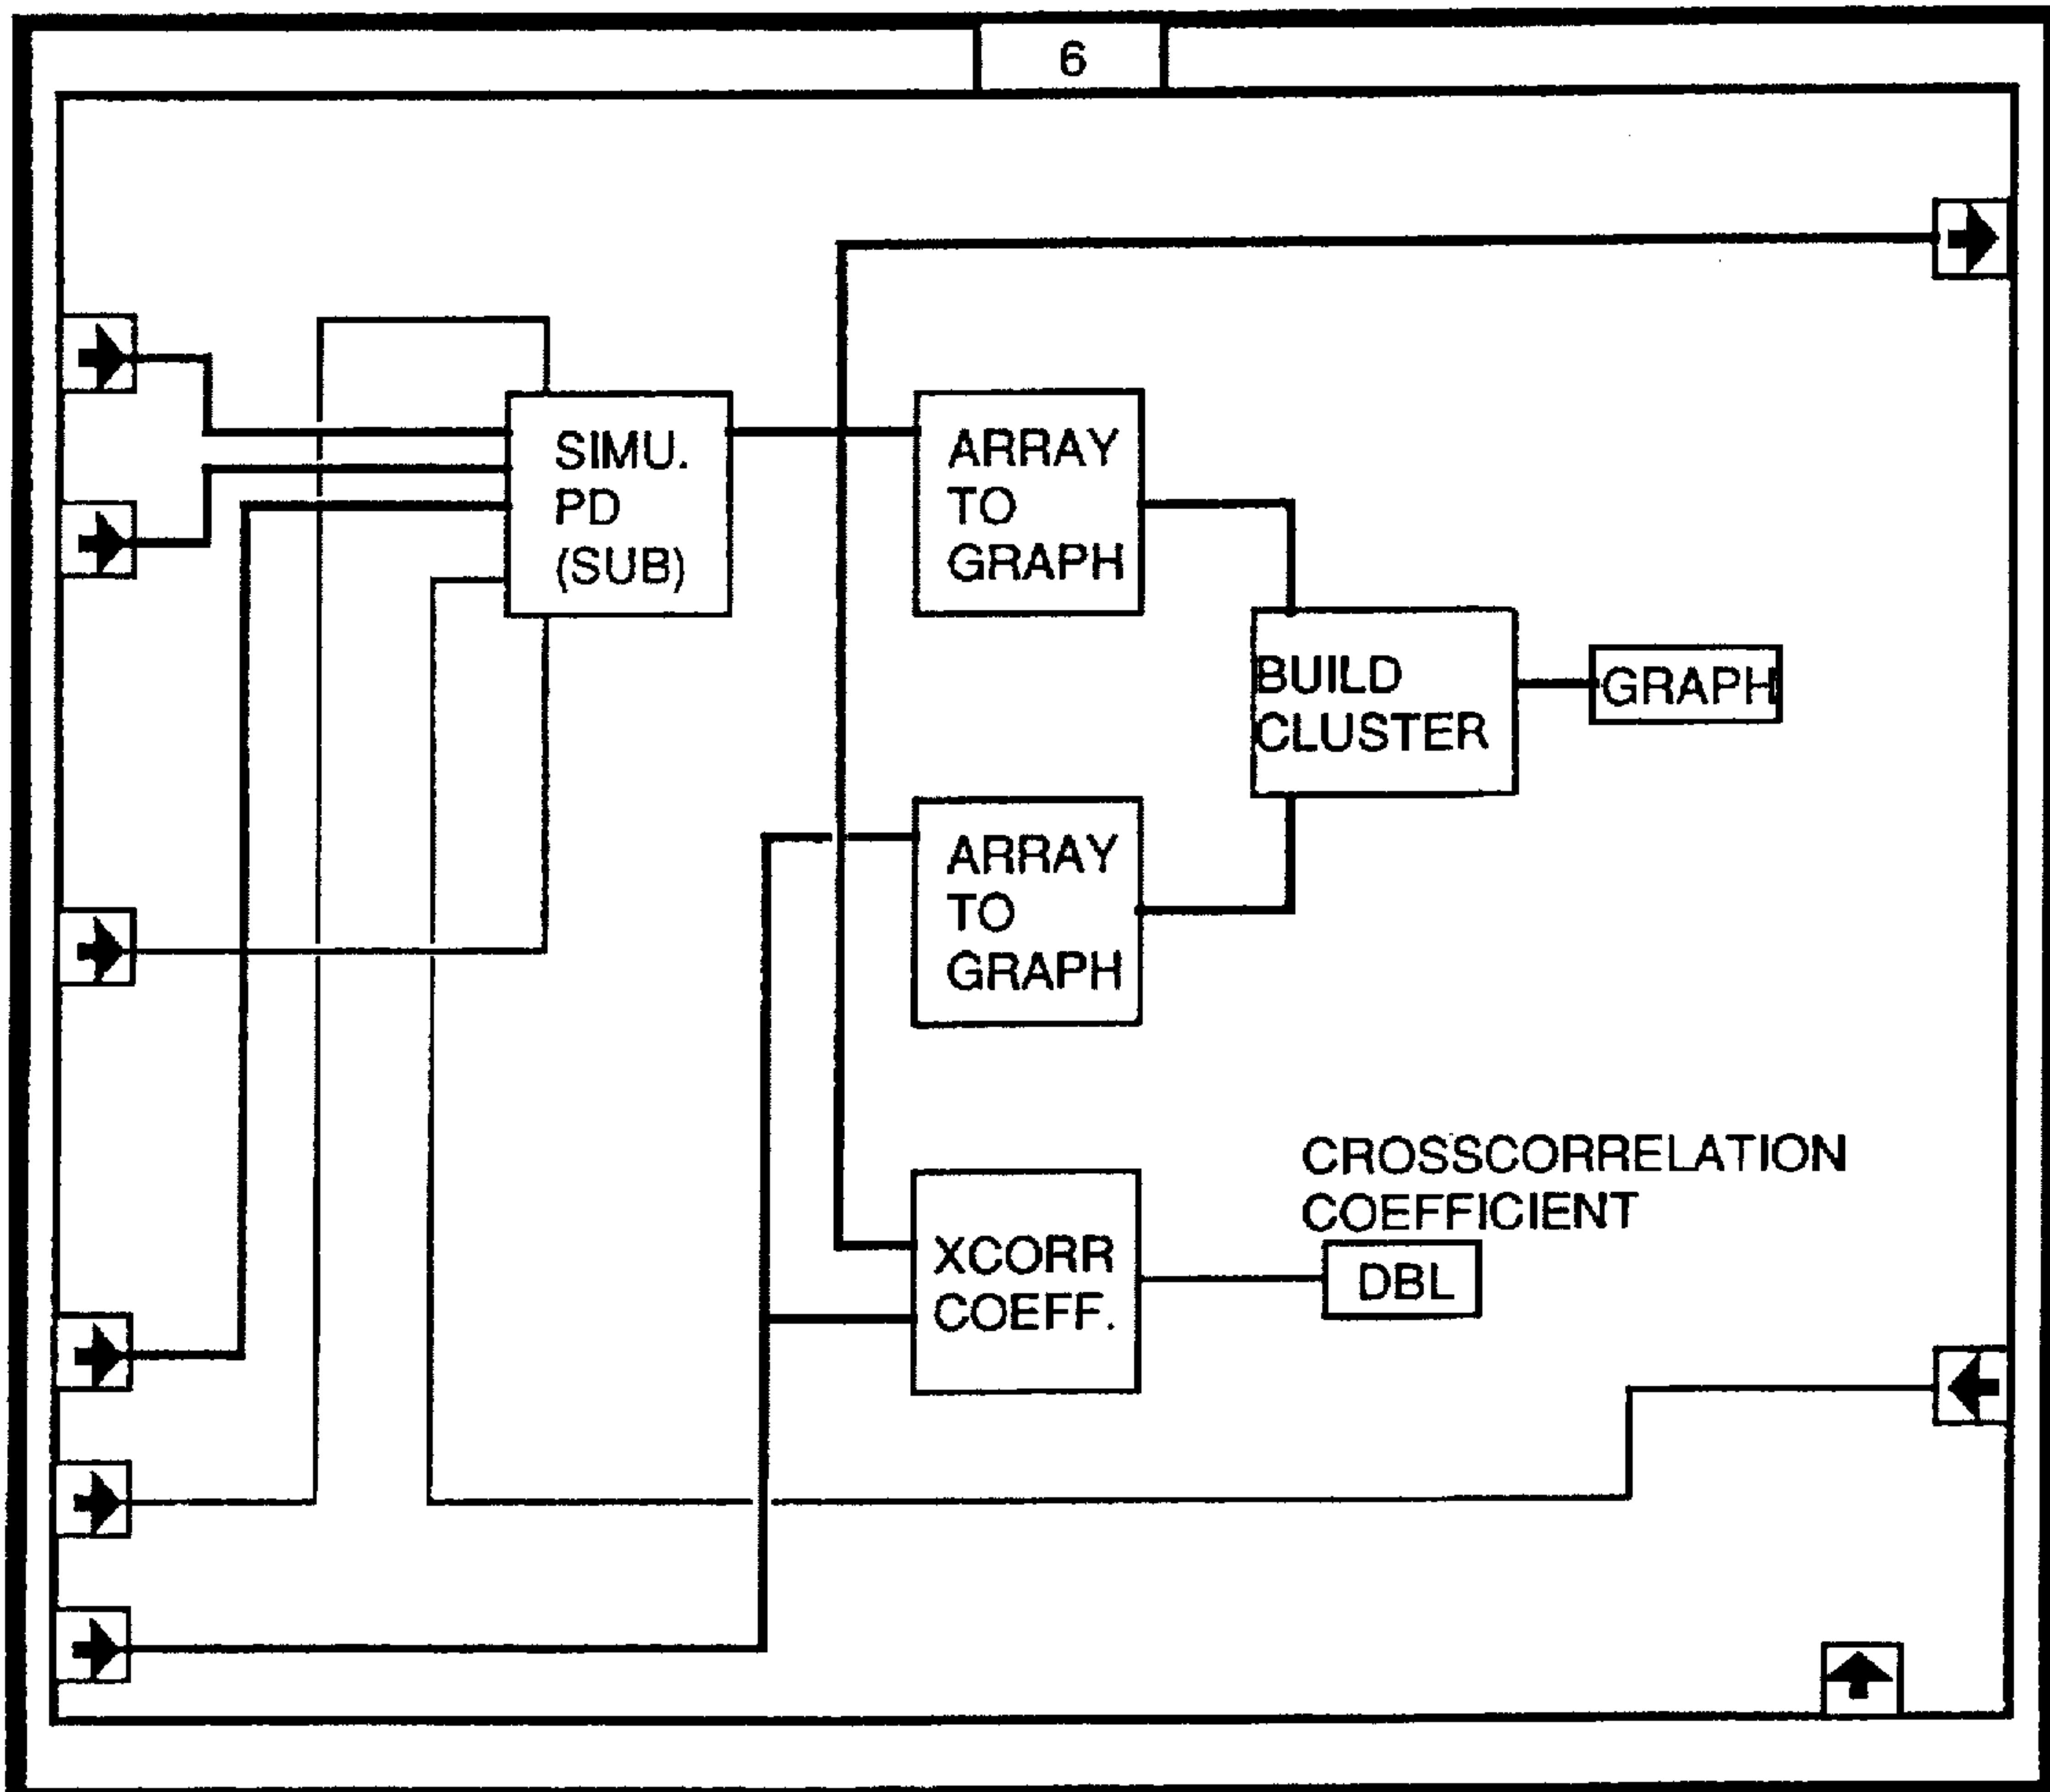 6
SIMU.
PD
(SUB)
ARRAY
TO
GRAPH
BUILD
CLUSTER
GRAPH
ARRAY
TO
GRAPH
CROSSCORRELATION
COEFFICIENT
XCORR
COEFF.
DBL